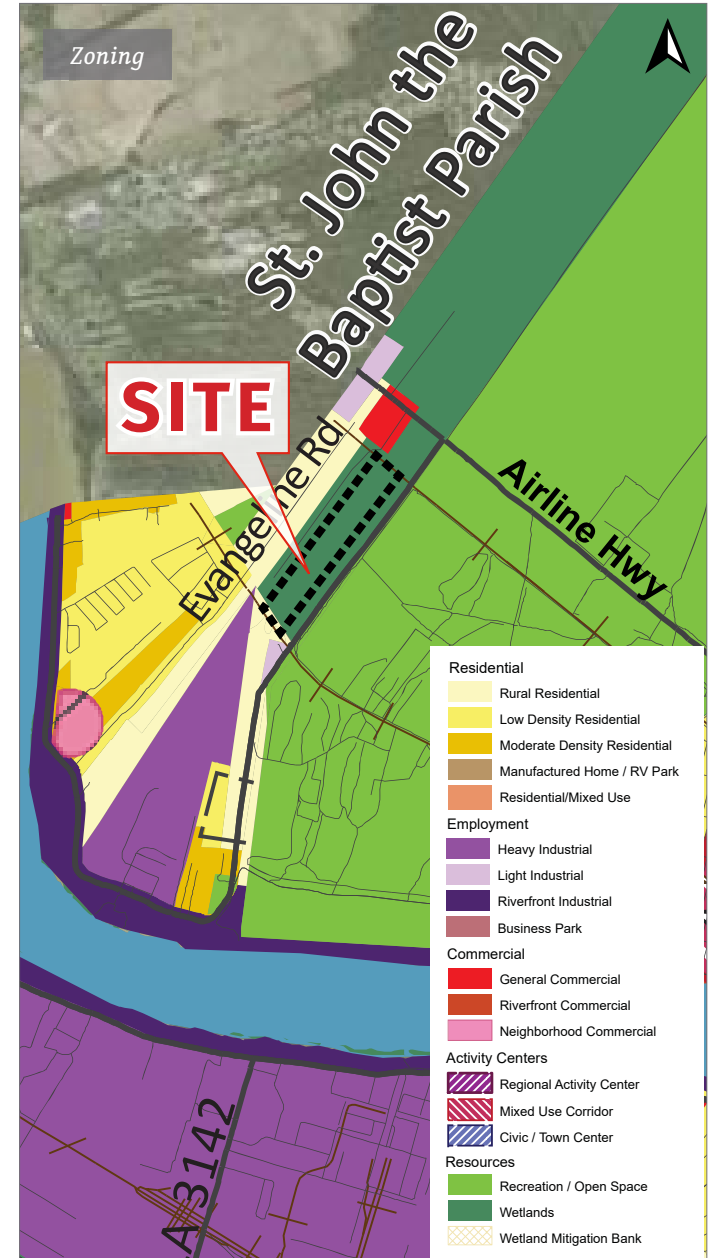 Zoning
St. John the
Baptist Parish
SITE
Evangeline Rd
Airline Hwy
Residential
Rural Residential
Low Density Residential
Moderate Density Residential
Manufactured Home / RV Park
Residential/Mixed Use
Employment
Heavy Industrial
Light Industrial
Riverfront Industrial
Business Park
Commercial
General Commercial
Riverfront Commercial
Neighborhood Commercial
Activity Centers
Regional Activity Center
Mixed Use Corridor
Civic / Town Center
Resources
Recreation / Open Space
Wetlands
Wetland Mitigation Bank
A 3142